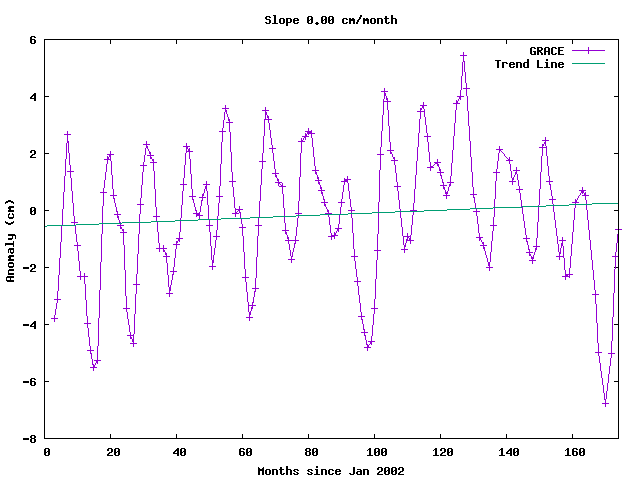 Slope 0.00 cm/month
GRACE
Trend Line
6
4
2
0
-2
-4
-6
-8
Anomaly (cm)
0 20 40 60 80 100 120 140 160
Months since Jan 2002